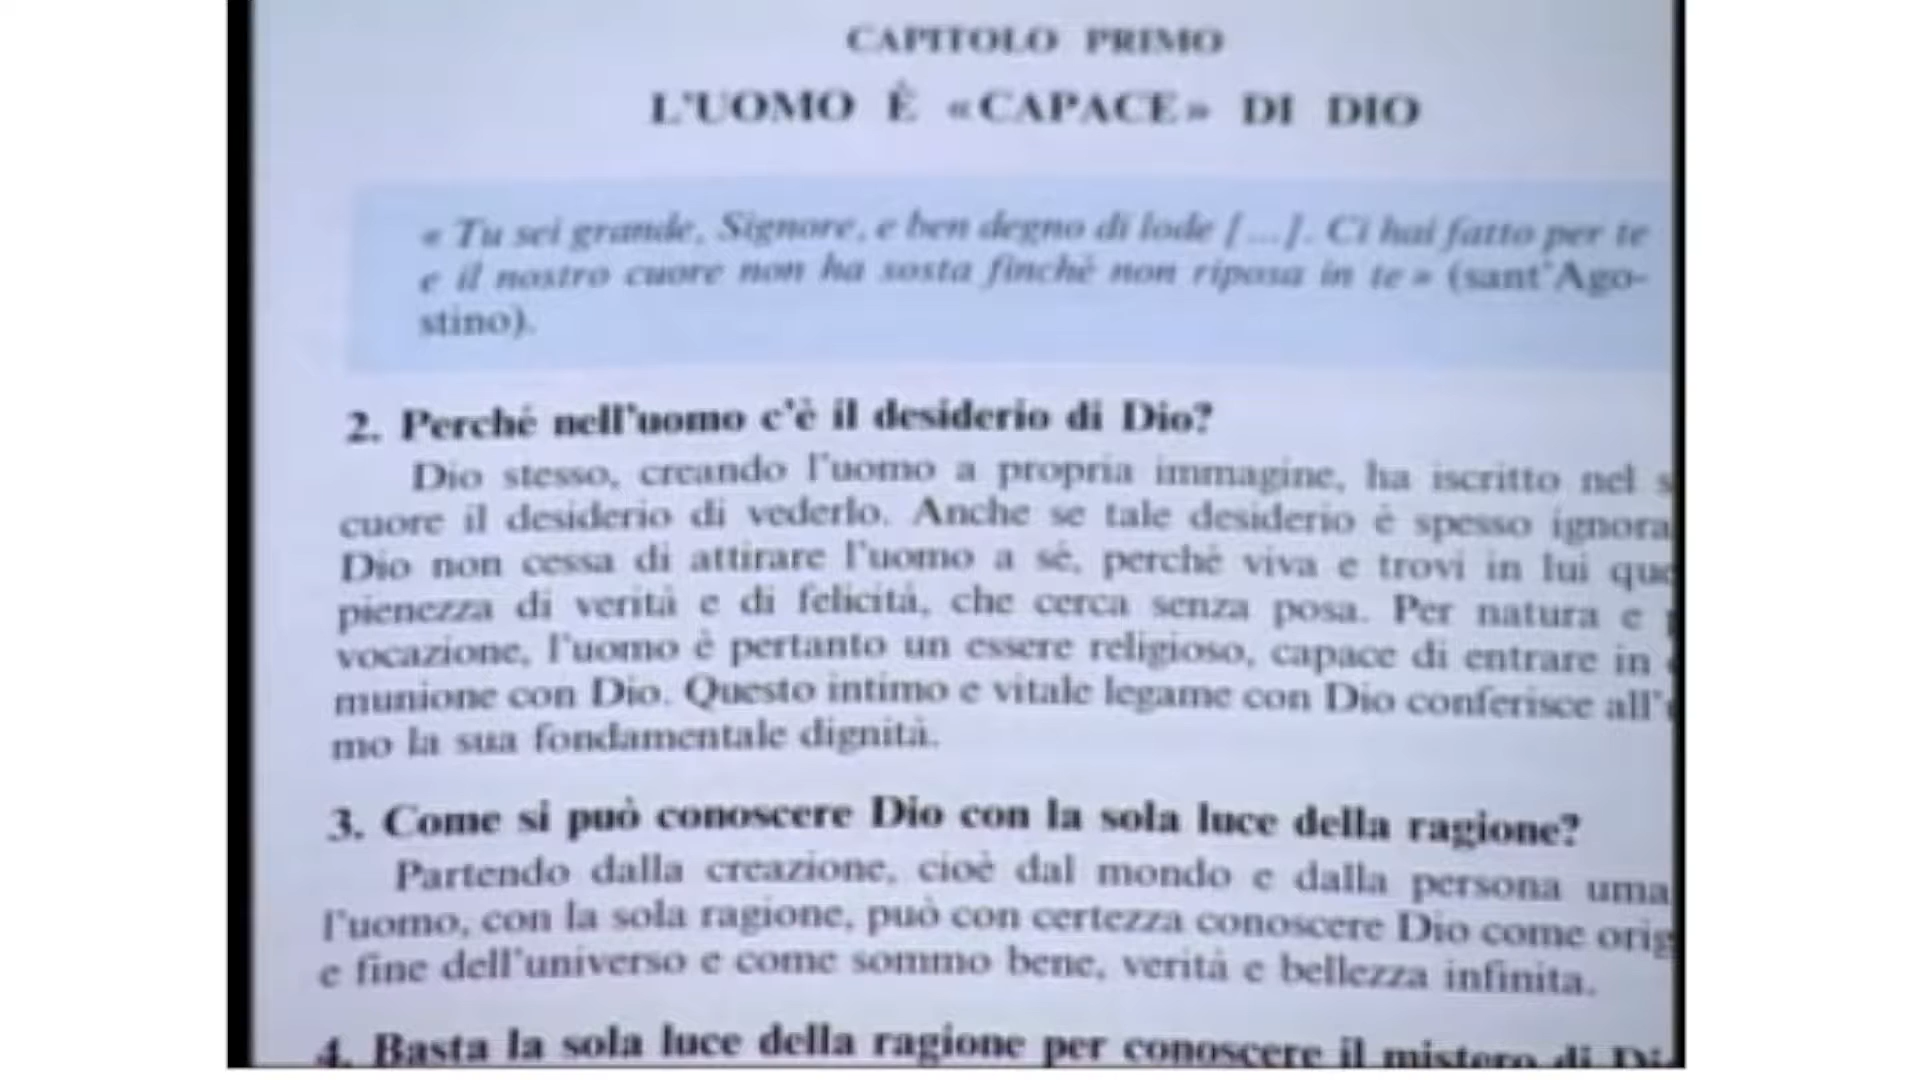 CAPITOLO PRIMO
L'UOMO È «CAPACE» DI DIO
« Tu sei grande, Signore, e ben degno di lode [...]. Ci hai fatto per te
e il nostro cuore non ha sosta finché non riposa in te » (sant'Ago-
stino).
2. Perché nell'uomo c'è il desiderio di Dio?
Dio stesso, creando l'uomo a propria immagine, ha iscritto nel
cuore il desiderio di vederlo. Anche se tale desiderio è spesso ignora
Dio non cessa di attirare l'uomo a sé, perché viva e trovi in lui que
pienezza di verità e di felicità, che cerca senza posa. Per natura e
vocazione, l'uomo è pertanto un essere religioso, capace di entrare in
munione con Dio. Questo intimo e vitale legame con Dio conferisce all'
mo la sua fondamentale dignità.
3. Come si può conoscere Dio con la sola luce della ragione?
Partendo dalla creazione, cioè dal mondo e dalla persona uma
l'uomo, con la sola ragione, può con certezza conoscere Dio come orig
e fine dell'universo e come sommo bene, verità e bellezza infinita.
4. Basta la sola luce della ragione per conoscere il mistero di Di